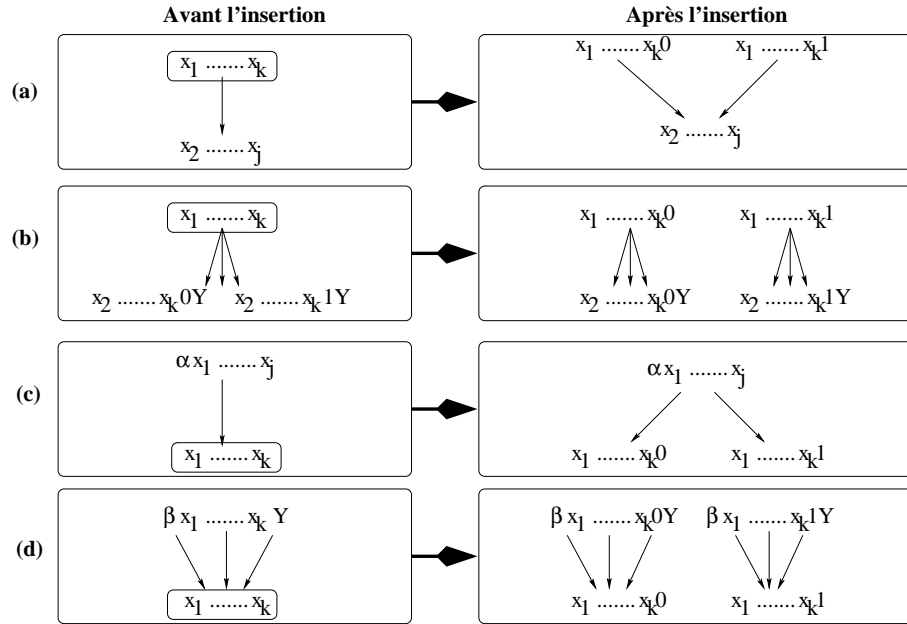 Avant l'insertion Après l'insertion
(a)
x1 ....... xk
x2 ....... xj
x1 ....... xk0 x1 ....... xk1
x2 ....... xj
(b)
x1 ....... xk
x2 ....... xk0Y x2 ....... xk1Y
x1 ....... xk0 x1 ....... xk1
x2 ....... xk0Y x2 ....... xk1Y
(c)
αx1 ....... xj
x1 ....... xk
αx1 ....... xj
x1 ....... xk0 x1 ....... xk1
(d)
βx1 ....... xk Y
x1 ....... xk
βx1 ....... xk0Y βx1 ....... xk1Y
x1 ....... xk0 x1 ....... xk1